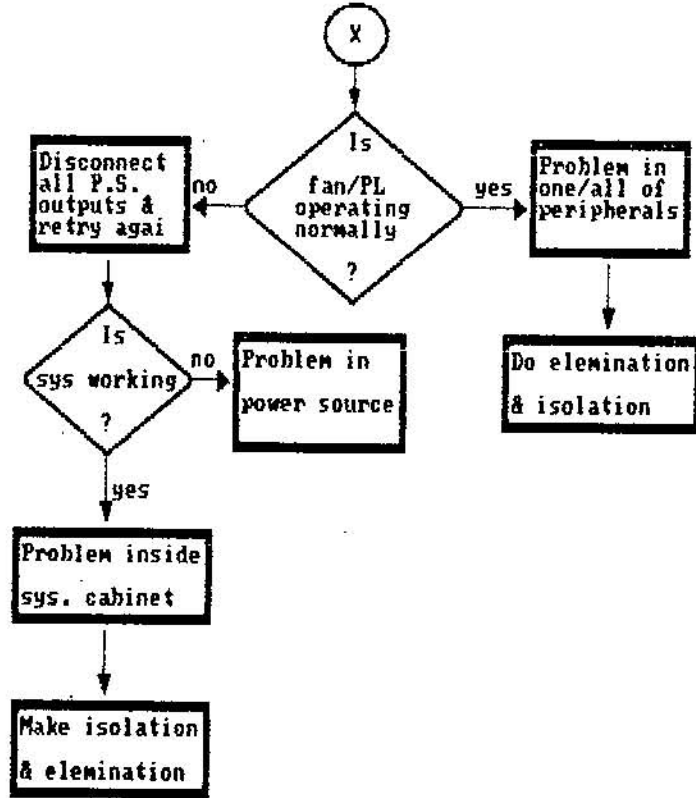 X
Is
fan/PL
operating
normally
?
no
yes
Disconnect
all P.S.
outputs &
retry agai
Problem in
one/all of
peripherals
Is
sys working
?
no
yes
Problem in
power source
Do elemination
& isolation
Problem inside
sys. cabinet
Make isolation
& elemination